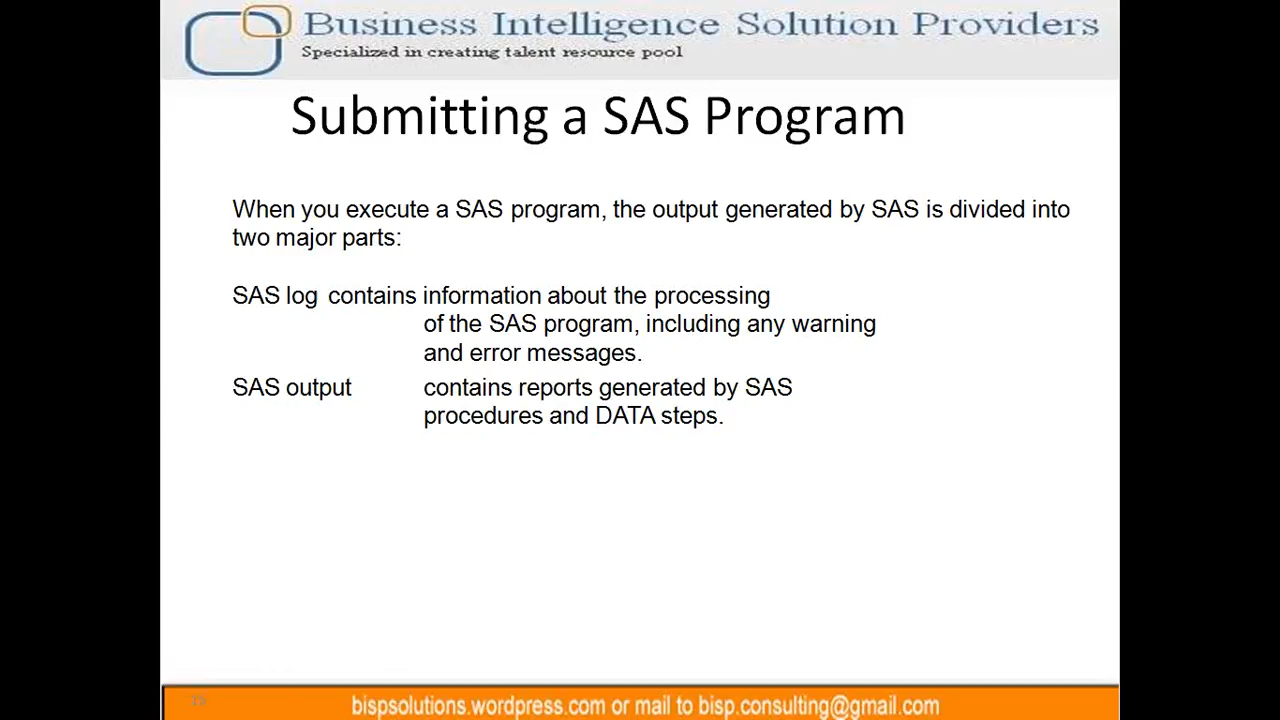 Business Intelligence Solution Providers
Specialized in creating talent resource pool
Submitting a SAS Program
When you execute a SAS program, the output generated by SAS is divided into
two major parts:
SAS log contains information about the processing
of the SAS program, including any warning
and error messages.
SAS output contains reports generated by SAS
procedures and DATA steps.
bispsolutions.wordpress.com or mail to bisp.consulting@gmail.com